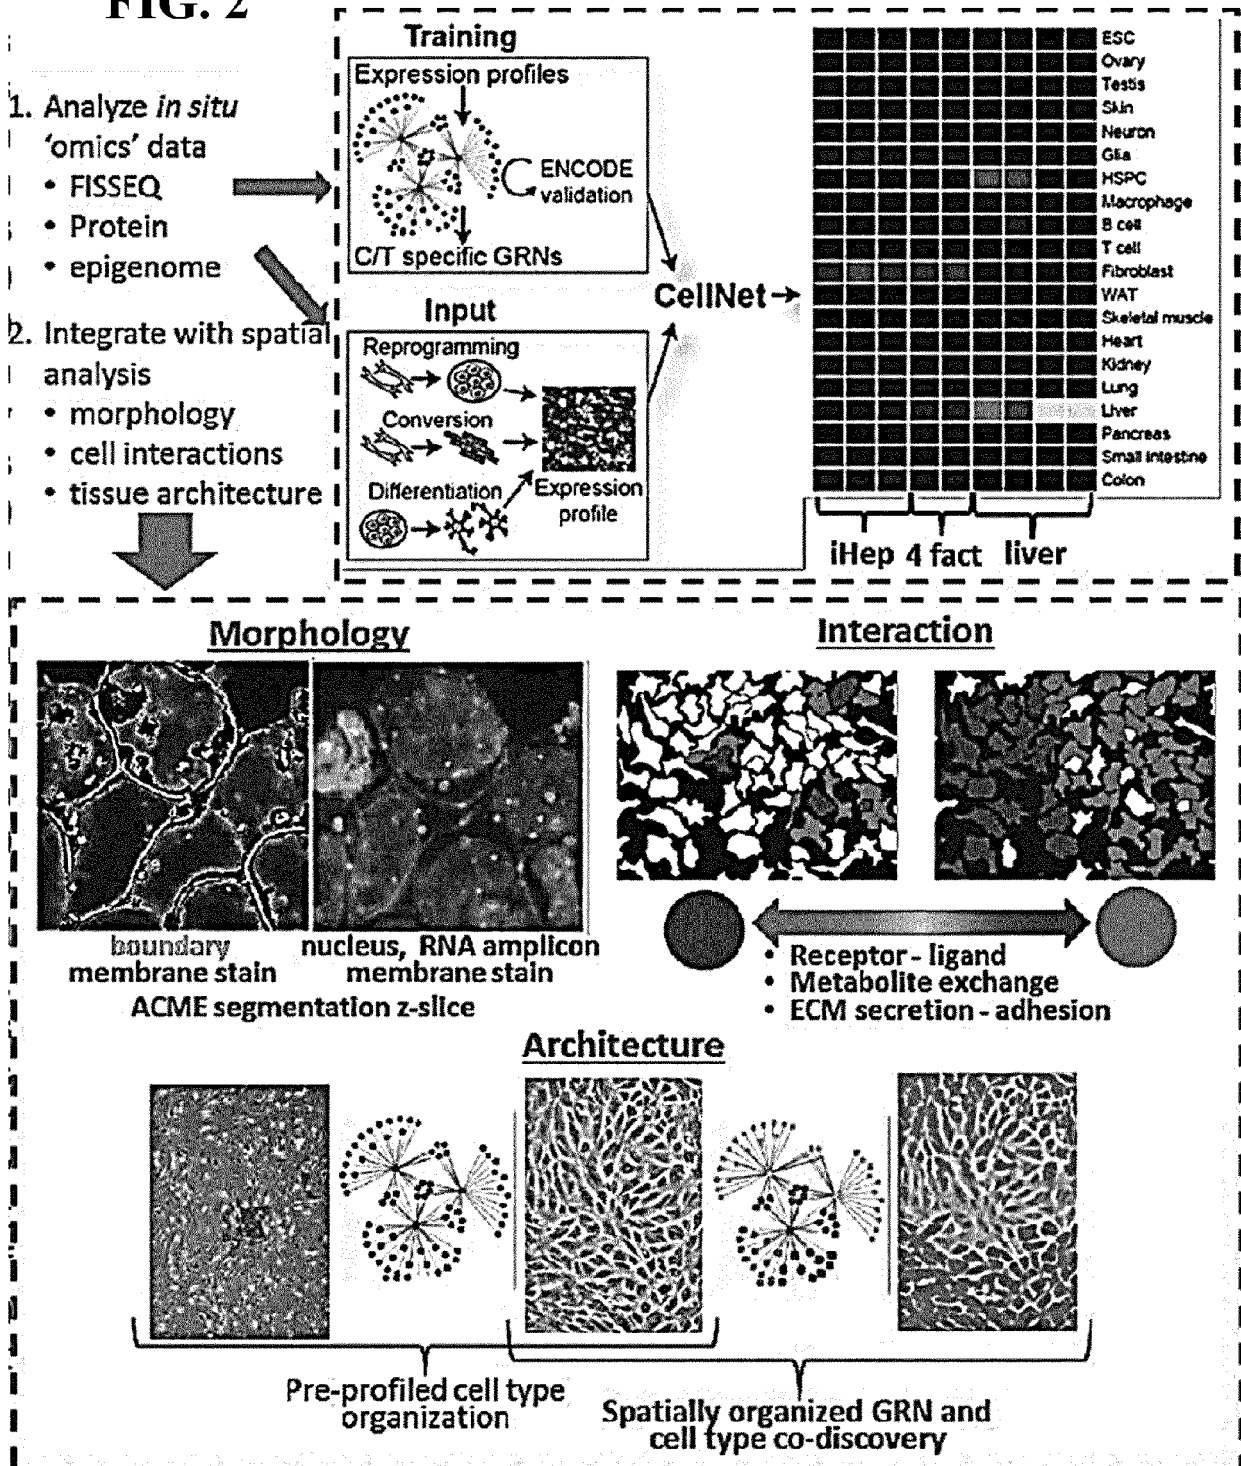 FIG. 2
1. Analyze in situ
'omics' data
• FISSEQ
• Protein
• epigenome
2. Integrate with spatial
analysis
• morphology
• cell interactions
• tissue architecture
Training
Expression profiles
ENCODE
validation
C/T specific GRNs
Input
Reprogramming
Conversion
Differentiation
Expression
profile
CellNet
ESC
Ovary
Testis
Skin
Neuron
Glia
HSPC
Macrophage
B cell
T cell
Fibroblast
WAT
Skeletal muscle
Heart
Kidney
Lung
Liver
Pancreas
Small intestine
Colon
iHep 4 fact liver
Morphology
boundary
membrane stain
nucleus, RNA amplicon
membrane stain
ACME segmentation z-slice
Interaction
• Receptor - ligand
• Metabolite exchange
• ECM secretion - adhesion
Architecture
Pre-profiled cell type
organization
Spatially organized GRN and
cell type co-discovery